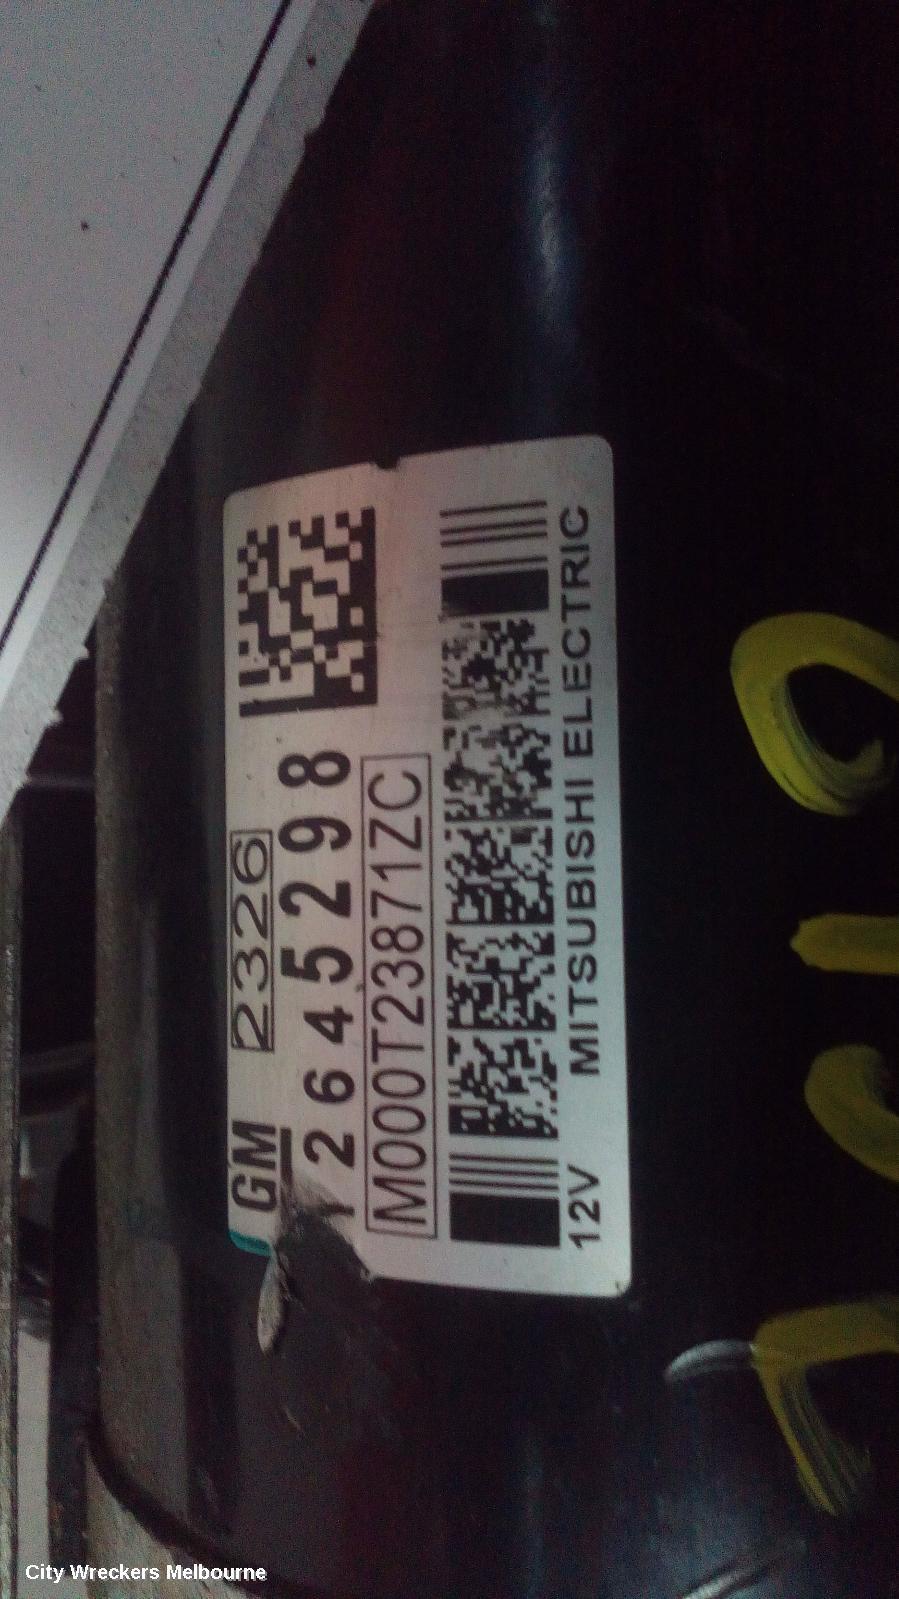 GM 2326
12645298
M000T23871ZC
12V MITSUBISHI ELECTRIC
City Wreckers Melbourne